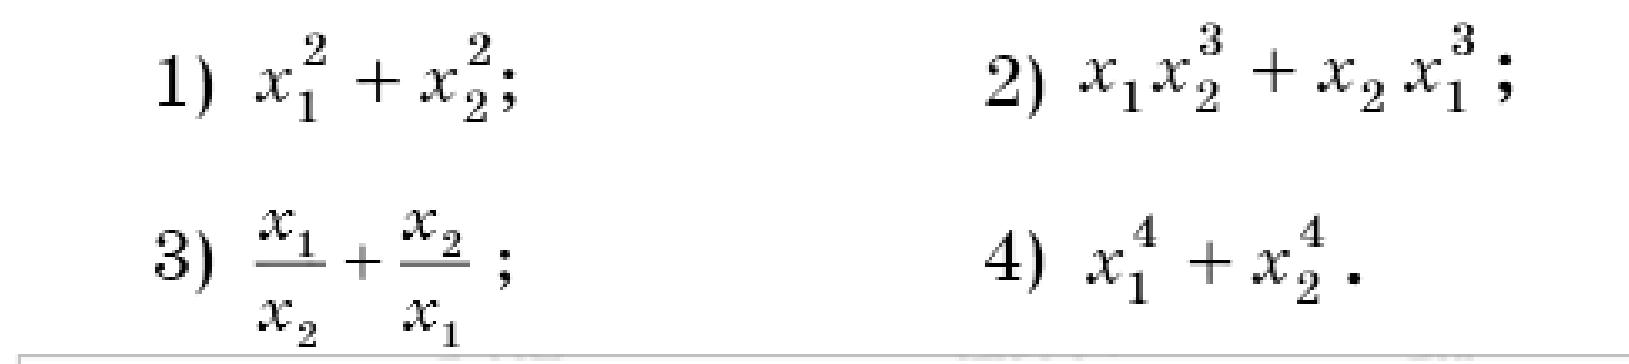 1) x₁² + x₂²; 2) x₁x₂³ + x₂x₁³;
3) x₁/x₂ + x₂/x₁; 4) x₁⁴ + x₂⁴.